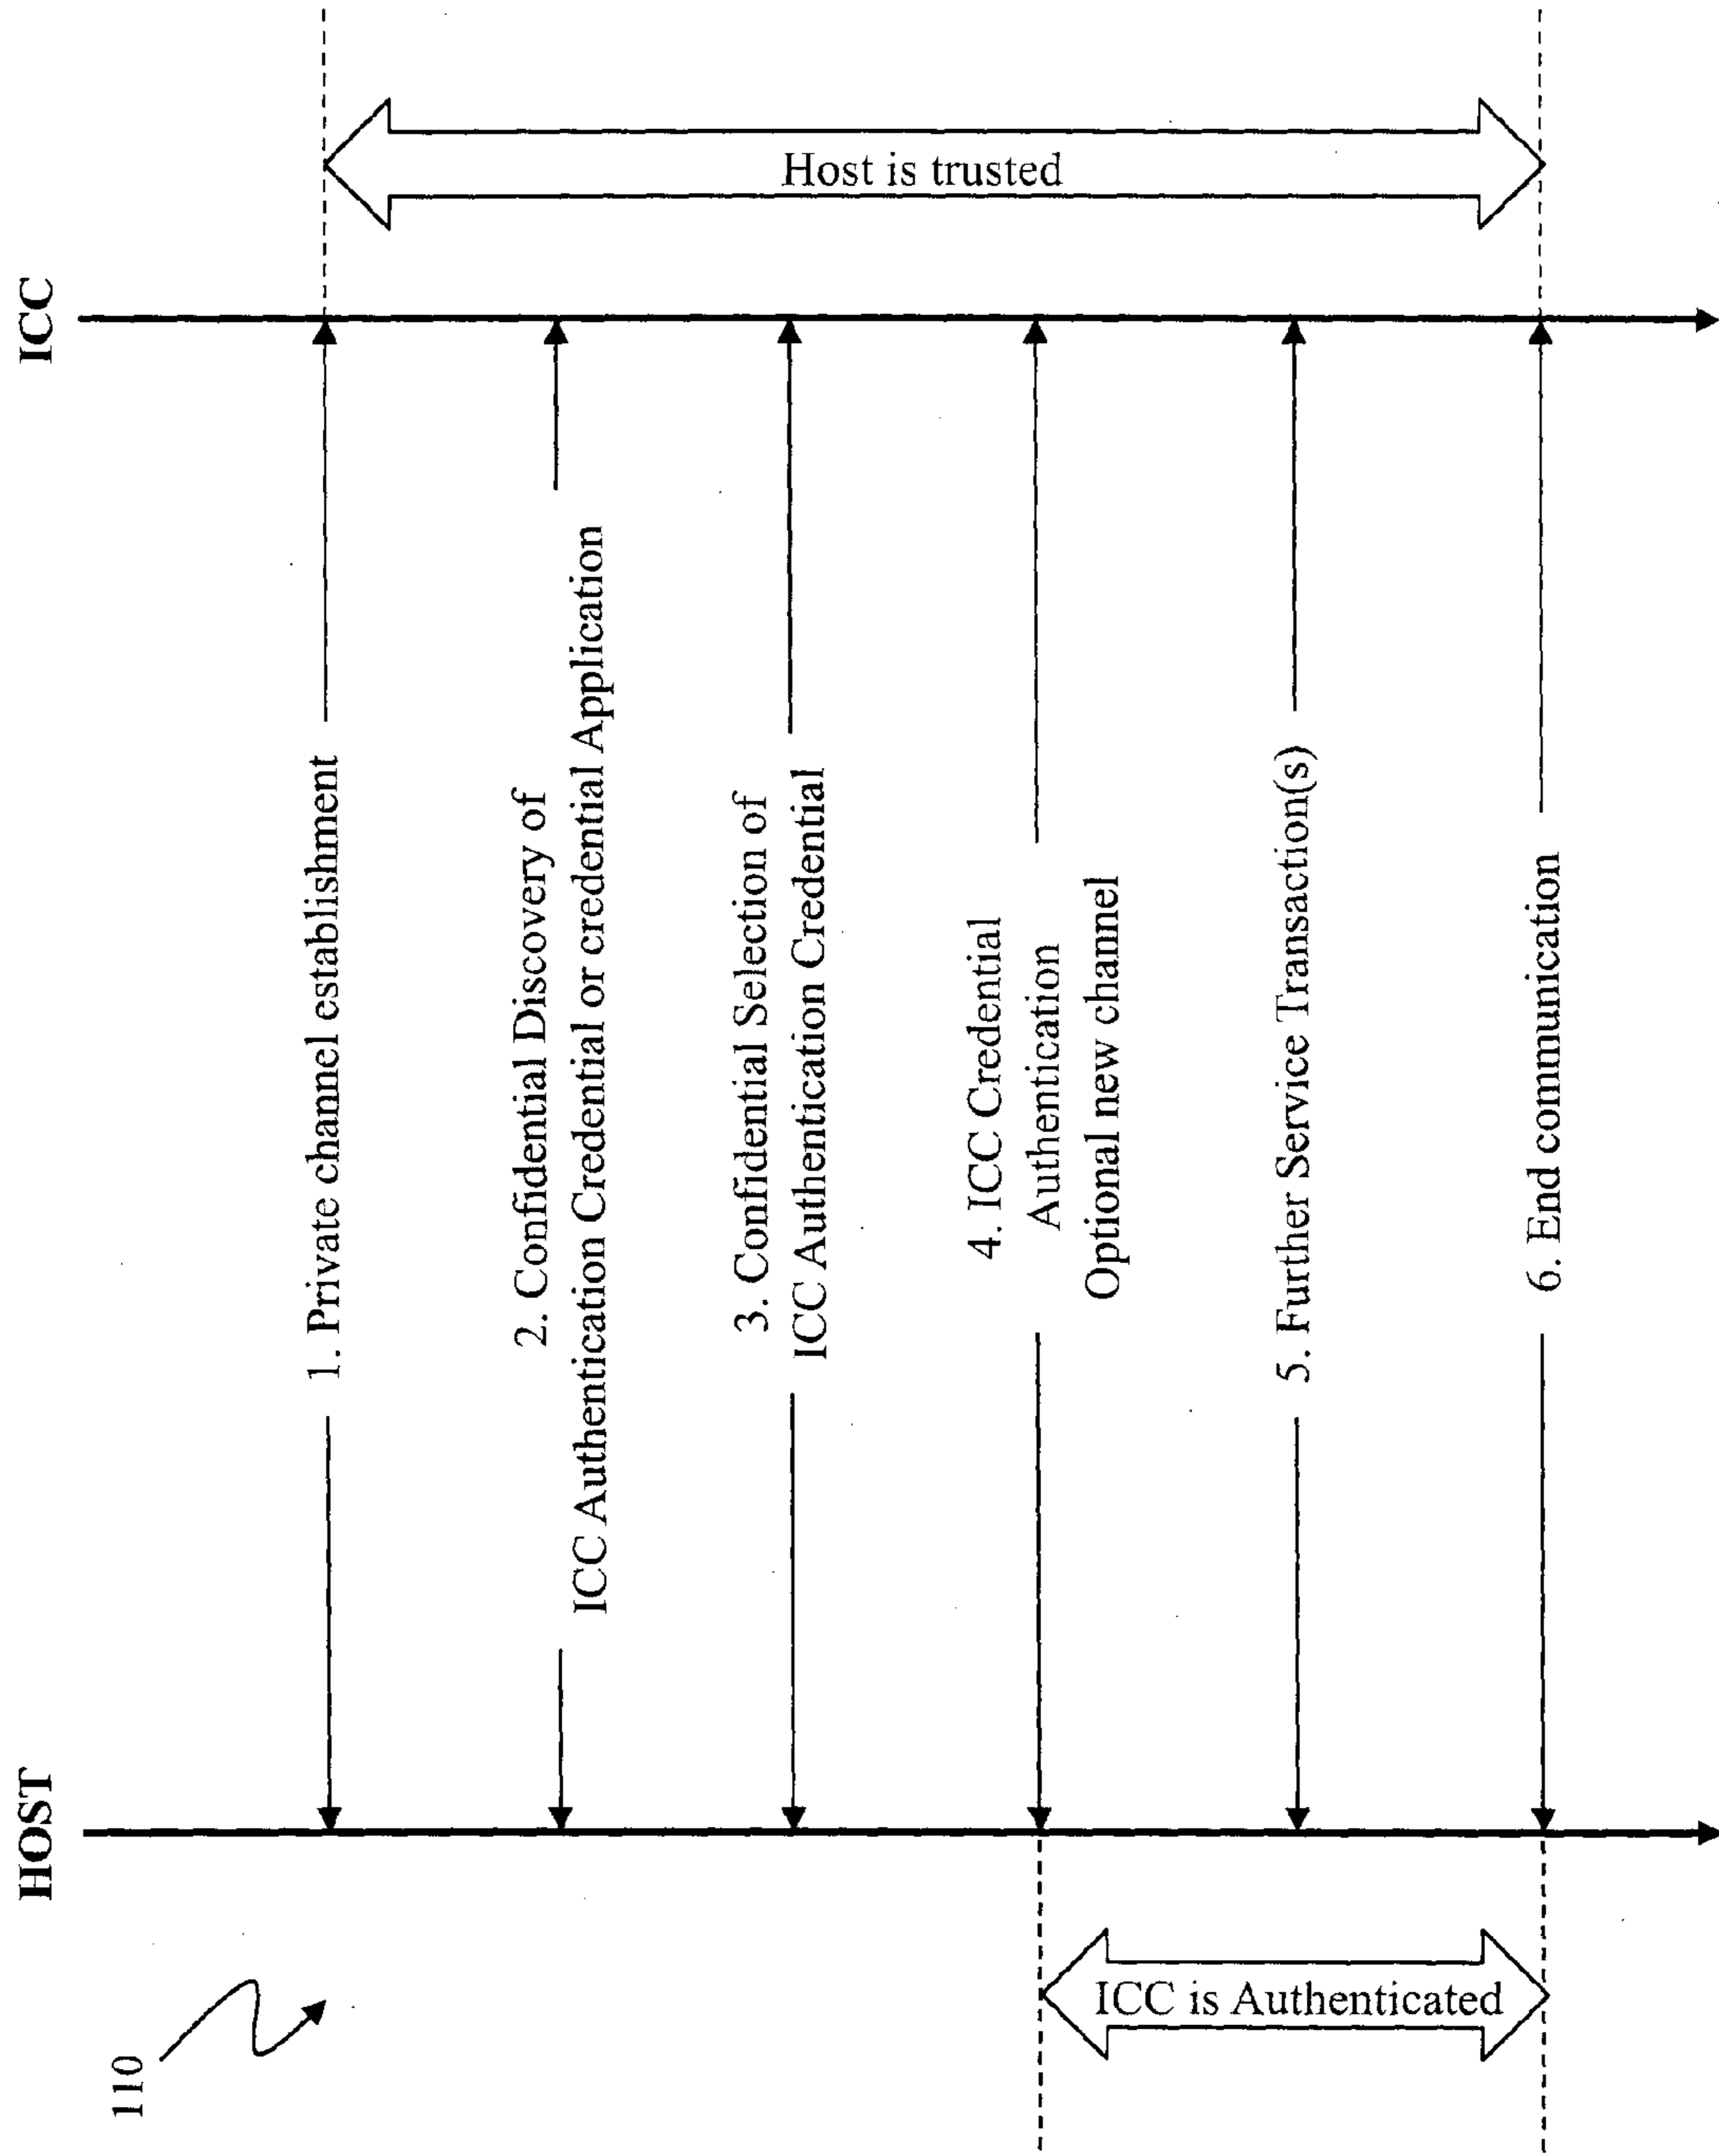 110
HOST
ICC
1. Private channel establishment
2. Confidential Discovery of
ICC Authentication Credential or credential Application
3. Confidential Selection of
ICC Authentication Credential
4. ICC Credential
Authentication
Optional new channel
5. Further Service Transaction(s)
6. End communication
ICC is Authenticated
Host is trusted